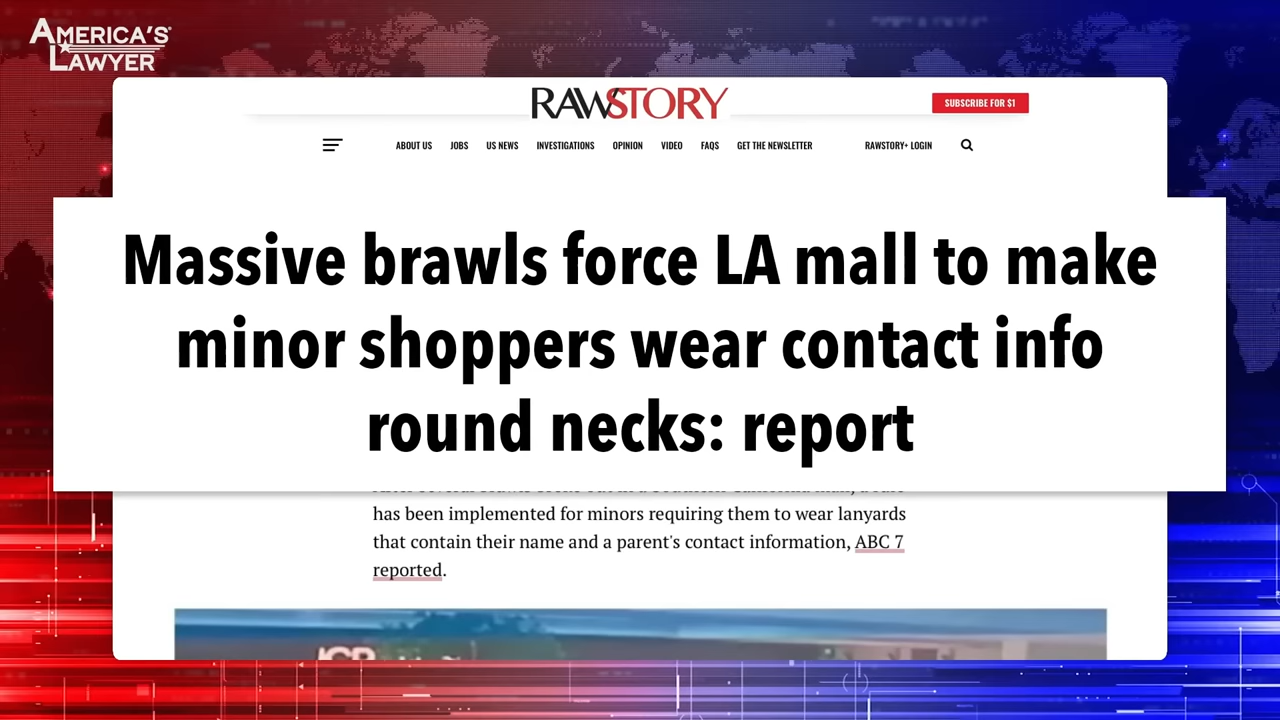 AMERICA'S
LAWYER
RAWSTORY
SUBSCRIBE FOR $1
ABOUT US JOBS US NEWS INVESTIGATIONS OPINION VIDEO FAQS GET THE NEWSLETTER RAWSTORY+ LOGIN
Massive brawls force LA mall to make
minor shoppers wear contact info
round necks: report
has been implemented for minors requiring them to wear lanyards
that contain their name and a parent's contact information, ABC 7
reported.